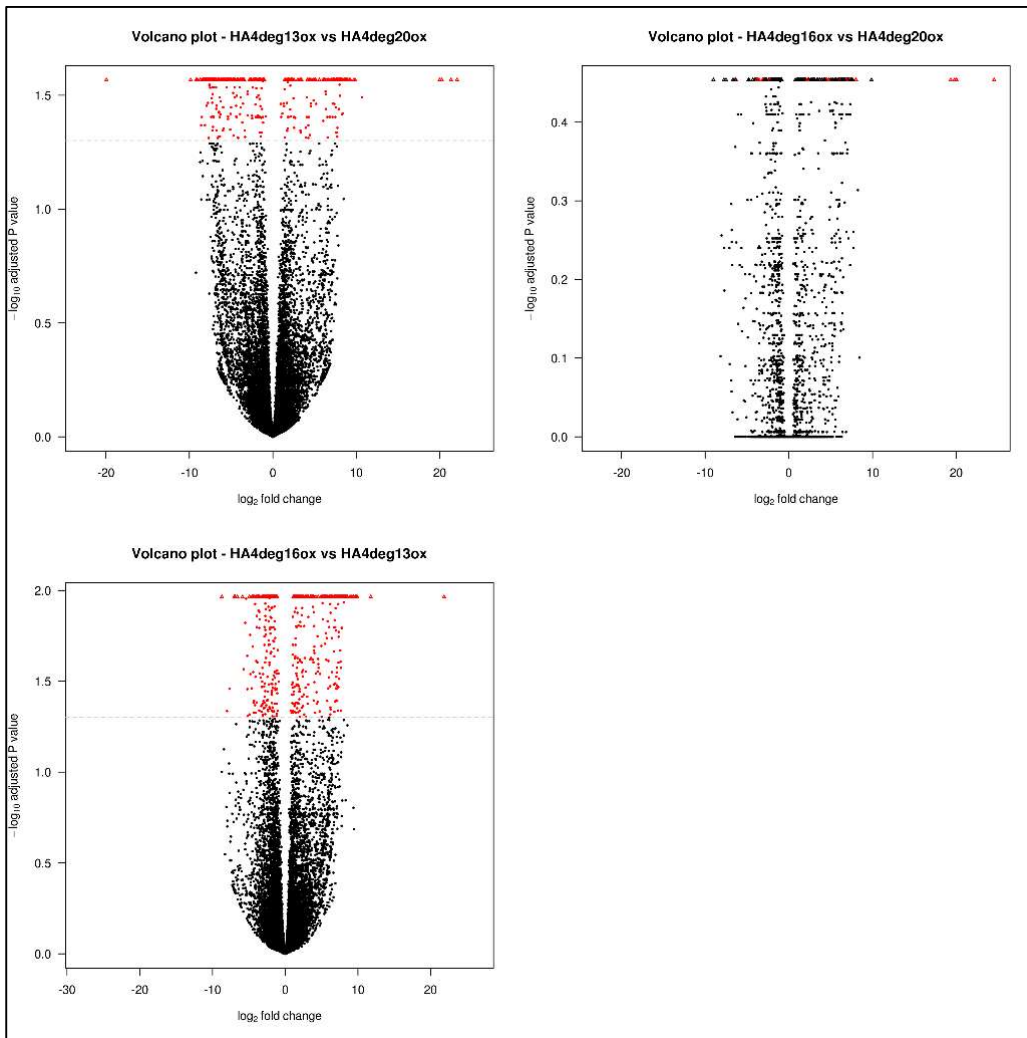 Volcano plot - HA4deg13ox vs HA4deg20ox
−log10 adjusted P value
1.5
1.0
0.5
0.0
-20 -10 0 10 20
log2 fold change
Volcano plot - HA4deg16ox vs HA4deg20ox
−log10 adjusted P value
0.4
0.3
0.2
0.1
0.0
-20 -10 0 10 20
log2 fold change
Volcano plot - HA4deg16ox vs HA4deg13ox
−log10 adjusted P value
2.0
1.5
1.0
0.5
0.0
-30 -20 -10 0 10 20
log2 fold change